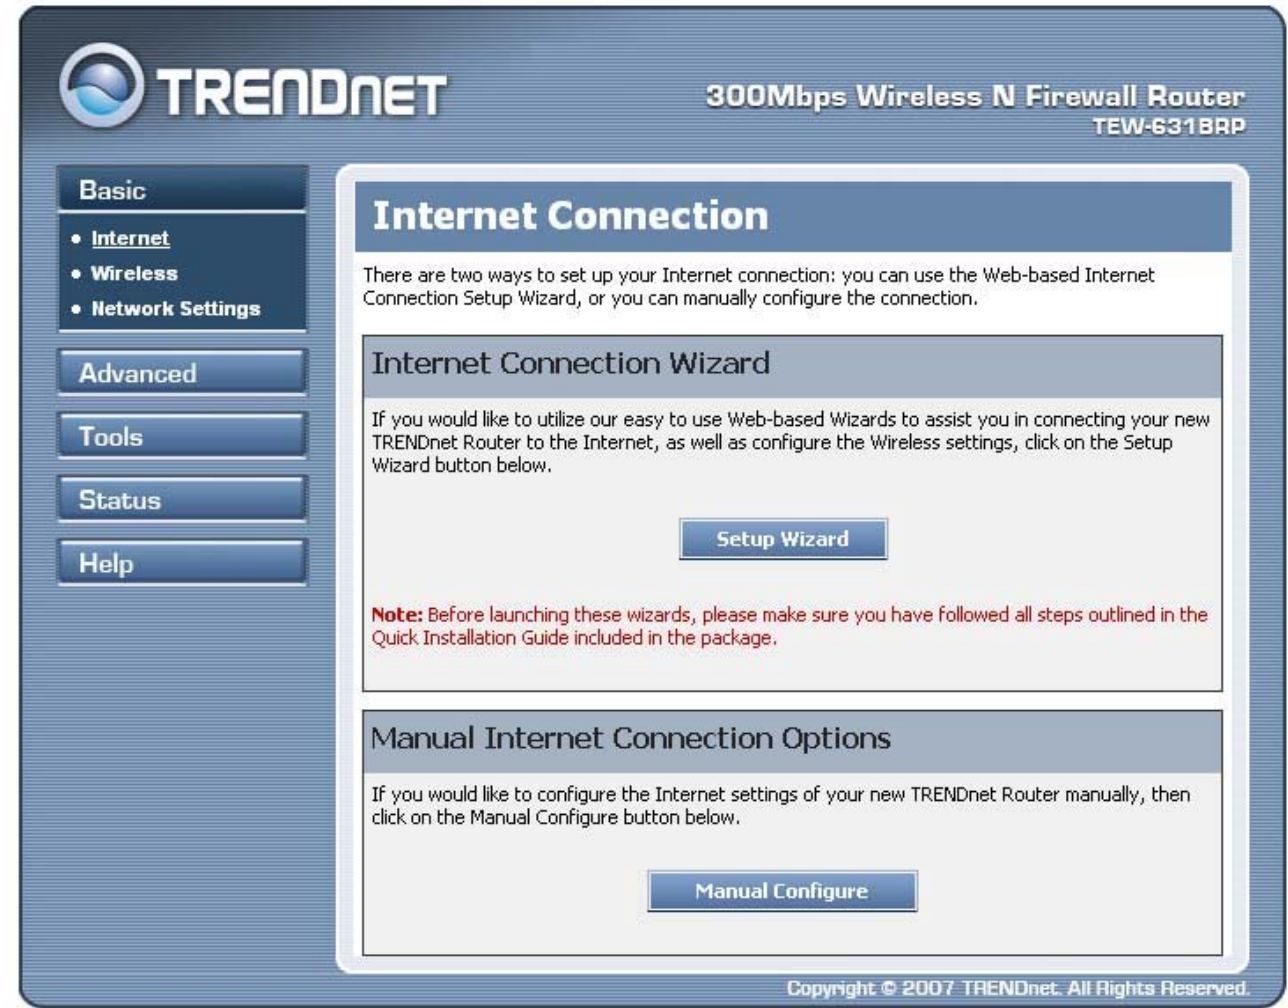 TRENDNET
300Mbps Wireless N Firewall Router
TEW-631BRP
Basic
• Internet
• Wireless
• Network Settings
Advanced
Tools
Status
Help
Internet Connection
There are two ways to set up your Internet connection: you can use the Web-based Internet
Connection Setup Wizard, or you can manually configure the connection.
Internet Connection Wizard
If you would like to utilize our easy to use Web-based Wizards to assist you in connecting your new
TRENDnet Router to the Internet, as well as configure the Wireless settings, click on the Setup
Wizard button below.
Setup Wizard
Note: Before launching these wizards, please make sure you have followed all steps outlined in the
Quick Installation Guide included in the package.
Manual Internet Connection Options
If you would like to configure the Internet settings of your new TRENDnet Router manually, then
click on the Manual Configure button below.
Manual Configure
Copyright © 2007 TRENDnet. All Rights Reserved.